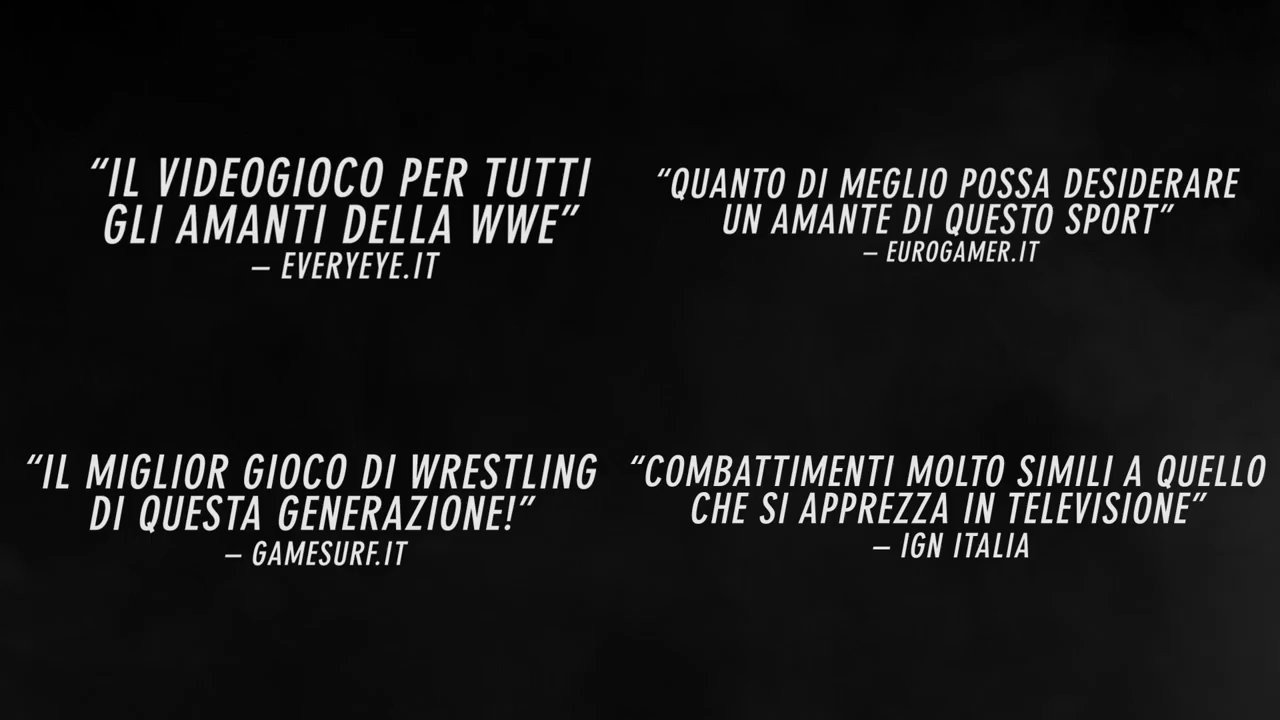 “IL VIDEOGIOCO PER TUTTI
GLI AMANTI DELLA WWE”
– EVERYEYE.IT
“QUANTO DI MEGLIO POSSA DESIDERARE
UN AMANTE DI QUESTO SPORT”
– EUROGAMER.IT
“IL MIGLIOR GIOCO DI WRESTLING
DI QUESTA GENERAZIONE!”
– GAMESURF.IT
“COMBATTIMENTI MOLTO SIMILI A QUELLO
CHE SI APPREZZA IN TELEVISIONE”
– IGN ITALIA